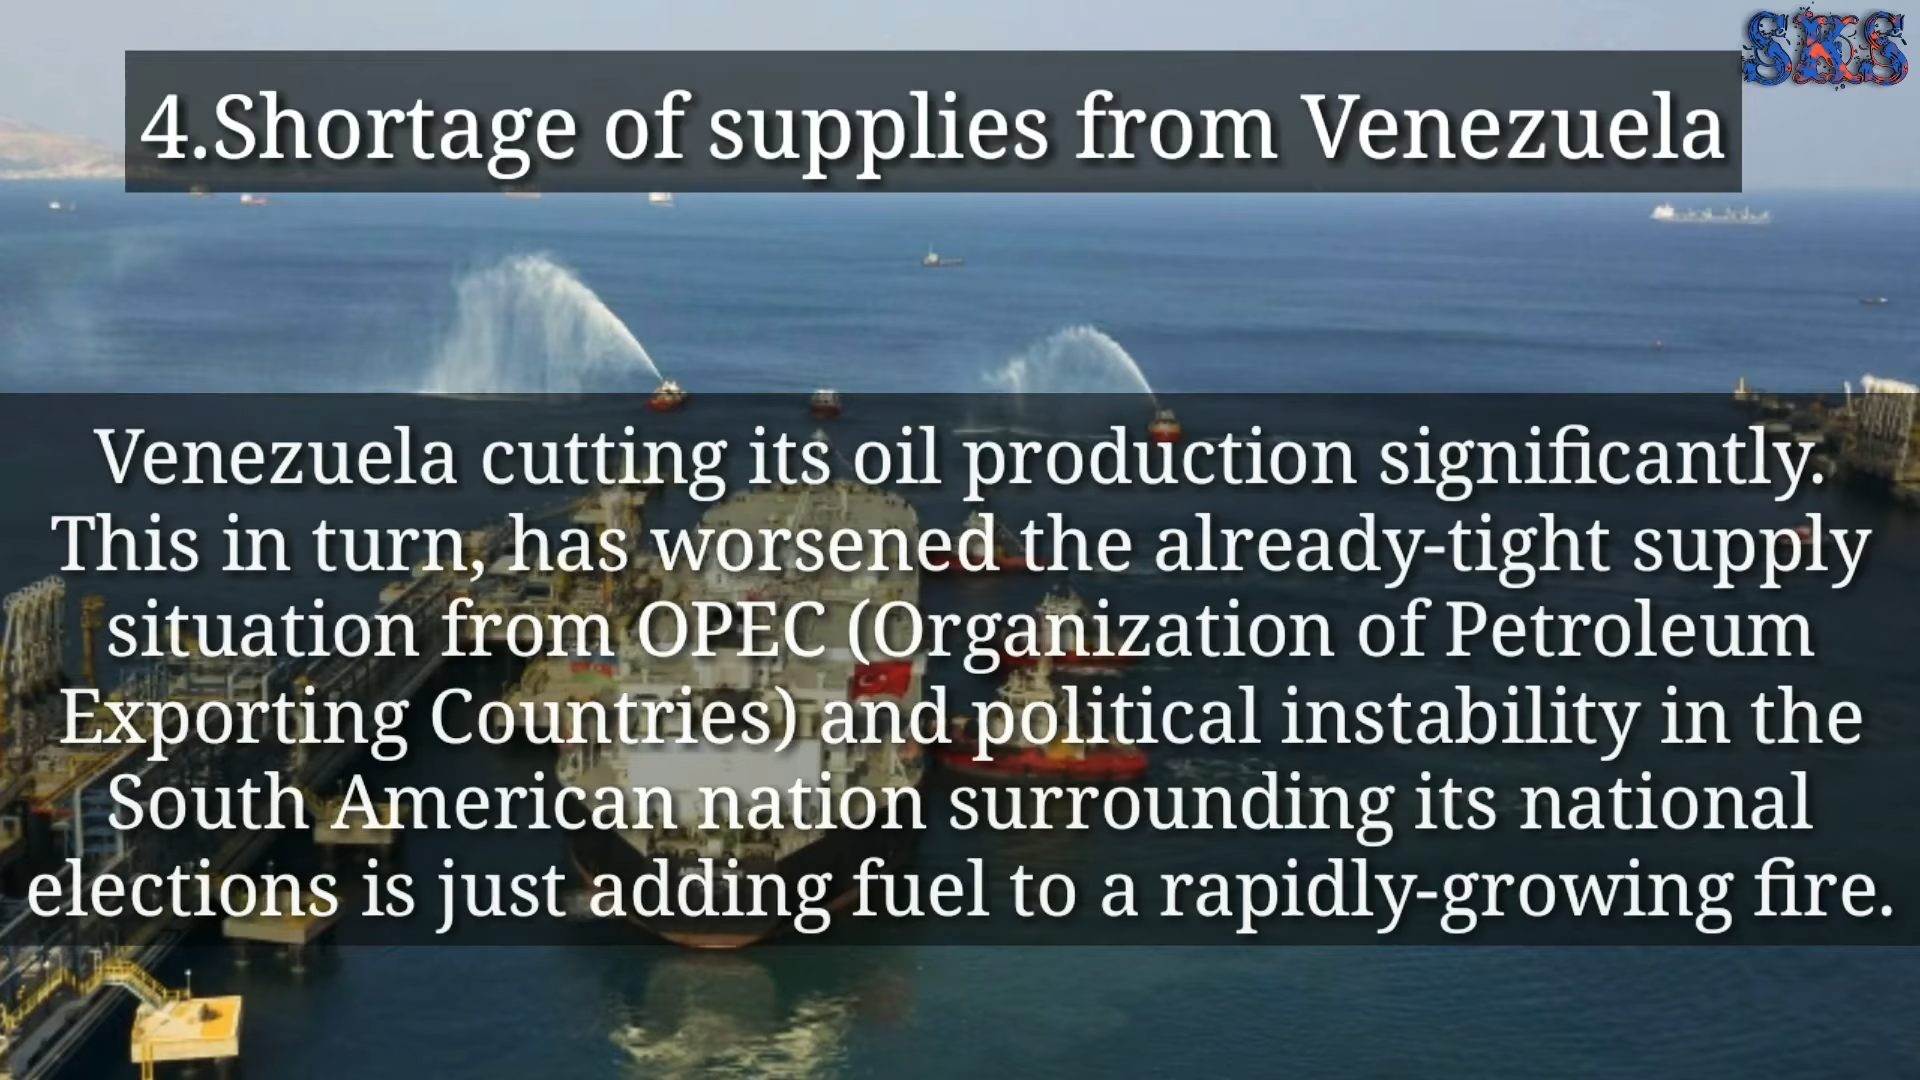 SKS
4.Shortage of supplies from Venezuela
Venezuela cutting its oil production significantly.
This in turn, has worsened the already-tight supply
situation from OPEC (Organization of Petroleum
Exporting Countries) and political instability in the
South American nation surrounding its national
elections is just adding fuel to a rapidly-growing fire.